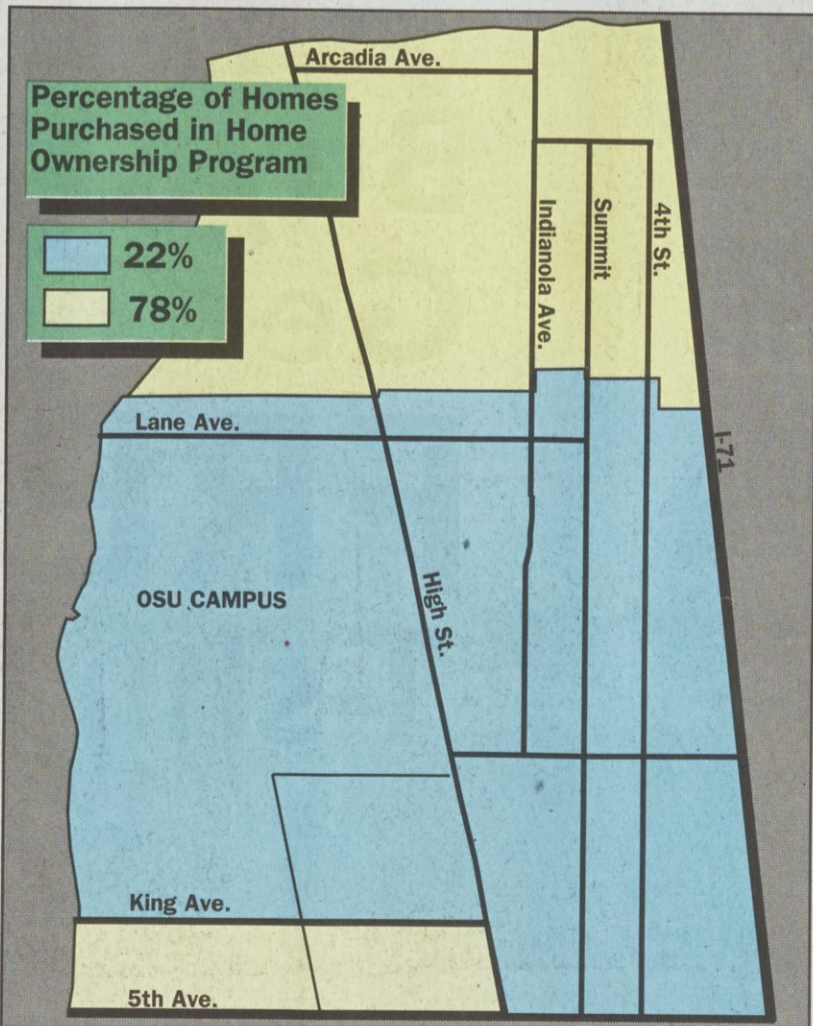 Arcadia Ave.
Percentage of Homes
Purchased in Home
Ownership Program
22%
78%
Indianola Ave.
Summit
4th St.
Lane Ave.
I-71
OSU CAMPUS
High St.
King Ave.
5th Ave.